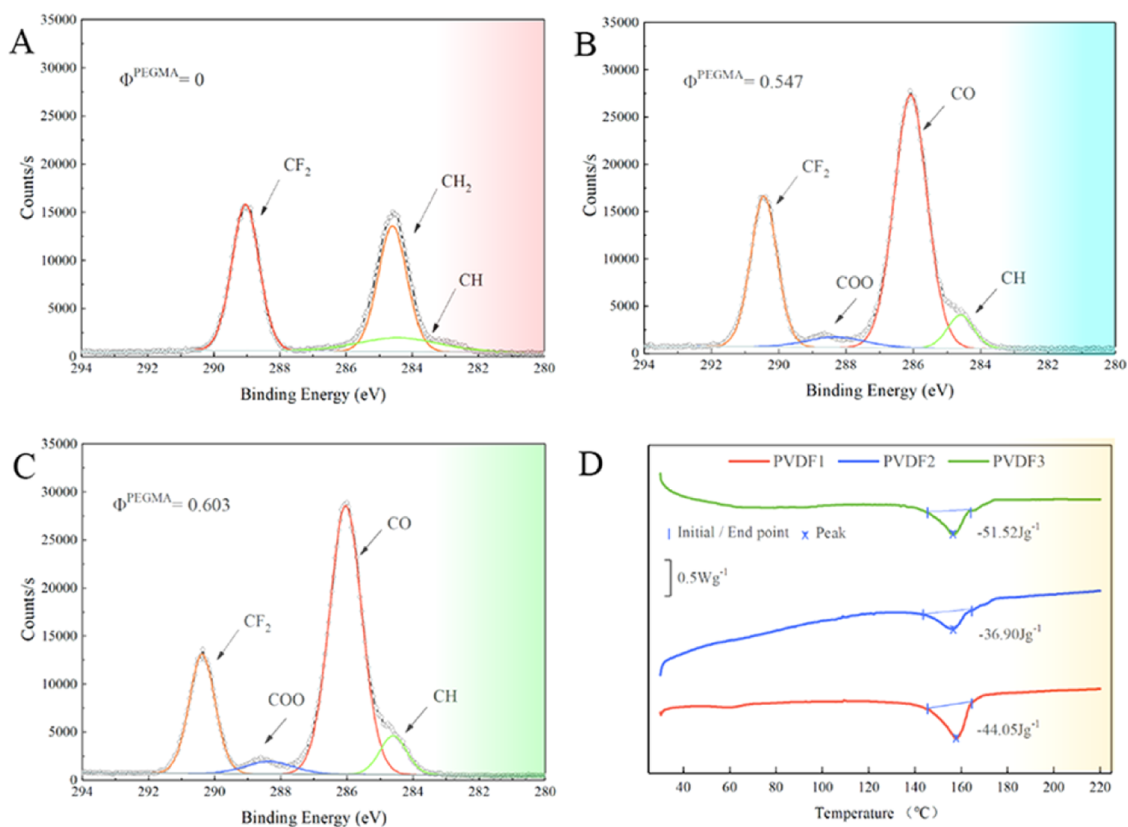 A
Φ^PEGMA = 0
CF₂
CH₂
CH
Counts/s
35000
30000
25000
20000
15000
10000
5000
0
294 292 290 288 286 284 282 280
Binding Energy (eV)
B
Φ^PEGMA = 0.547
CF₂
CO
COO
CH
Counts/s
35000
30000
25000
20000
15000
10000
5000
0
294 292 290 288 286 284 282 280
Binding Energy (eV)
C
Φ^PEGMA = 0.603
CF₂
CO
COO
CH
Counts/s
35000
30000
25000
20000
15000
10000
5000
0
294 292 290 288 286 284 282 280
Binding Energy (eV)
D
PVDF1 PVDF2 PVDF3
Initial / End point Peak
-51.52Jg⁻¹
0.5Wg⁻¹
-36.90Jg⁻¹
-44.05Jg⁻¹
40 60 80 100 120 140 160 180 200 220
Temperature (℃)